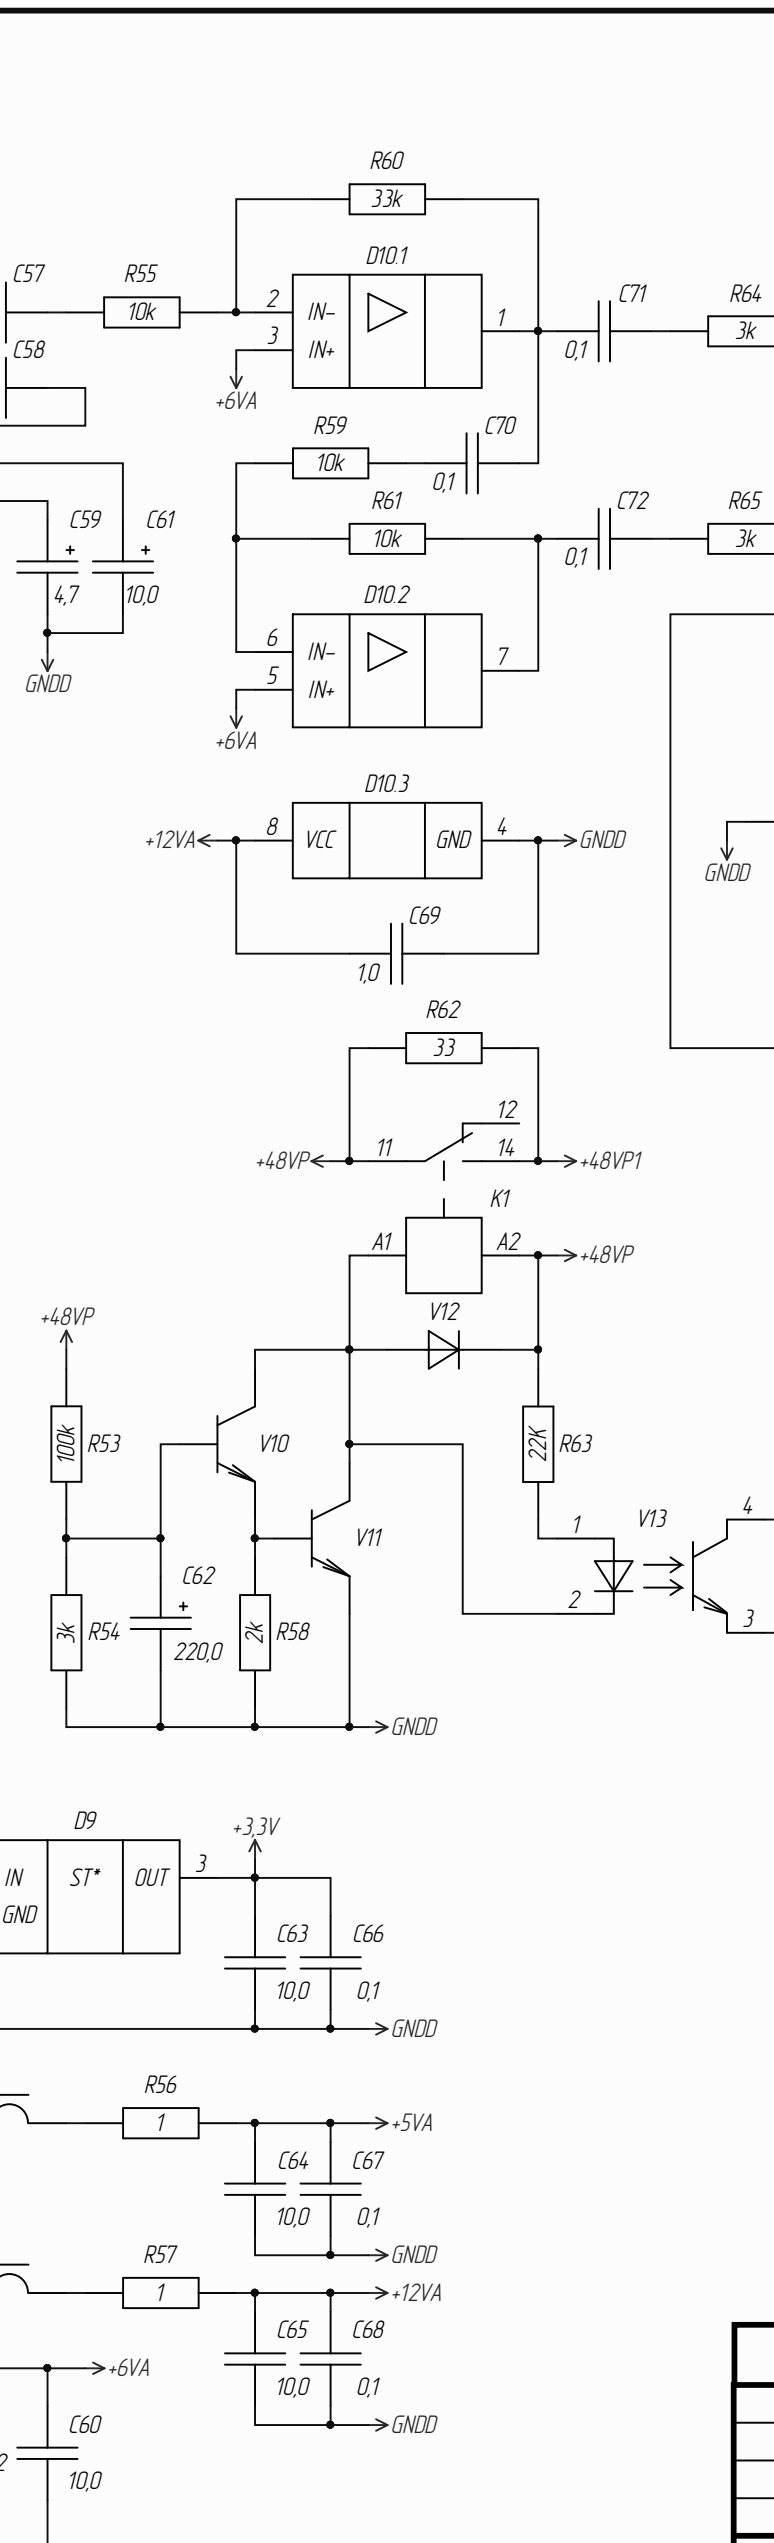 R60
33k
D10.1
C57
R55
10k
2
IN-
3
IN+
1
C71
0,1
R64
3k
C58
+6VA
R59
10k
C70
0,1
R61
10k
C72
0,1
R65
3k
C59
+
4,7
C61
+
10,0
GNDD
D10.2
6
IN-
5
IN+
7
+6VA
D10.3
+12VA
8
VCC
GND
4
GNDD
GNDD
C69
1,0
R62
33
12
+48VP
11
14
+48VP1
K1
A1
A2
+48VP
V12
+48VP
100k
R53
V10
22K
R63
V11
1
V13
4
2
3
C62
+
220,0
3k
R54
2k
R58
GNDD
D9
+3,3V
IN
ST*
OUT
3
GND
C63
10,0
C66
0,1
GNDD
R56
1
+5VA
C64
10,0
C67
0,1
GNDD
R57
1
+12VA
C65
10,0
C68
0,1
+6VA
GNDD
C60
2
10,0